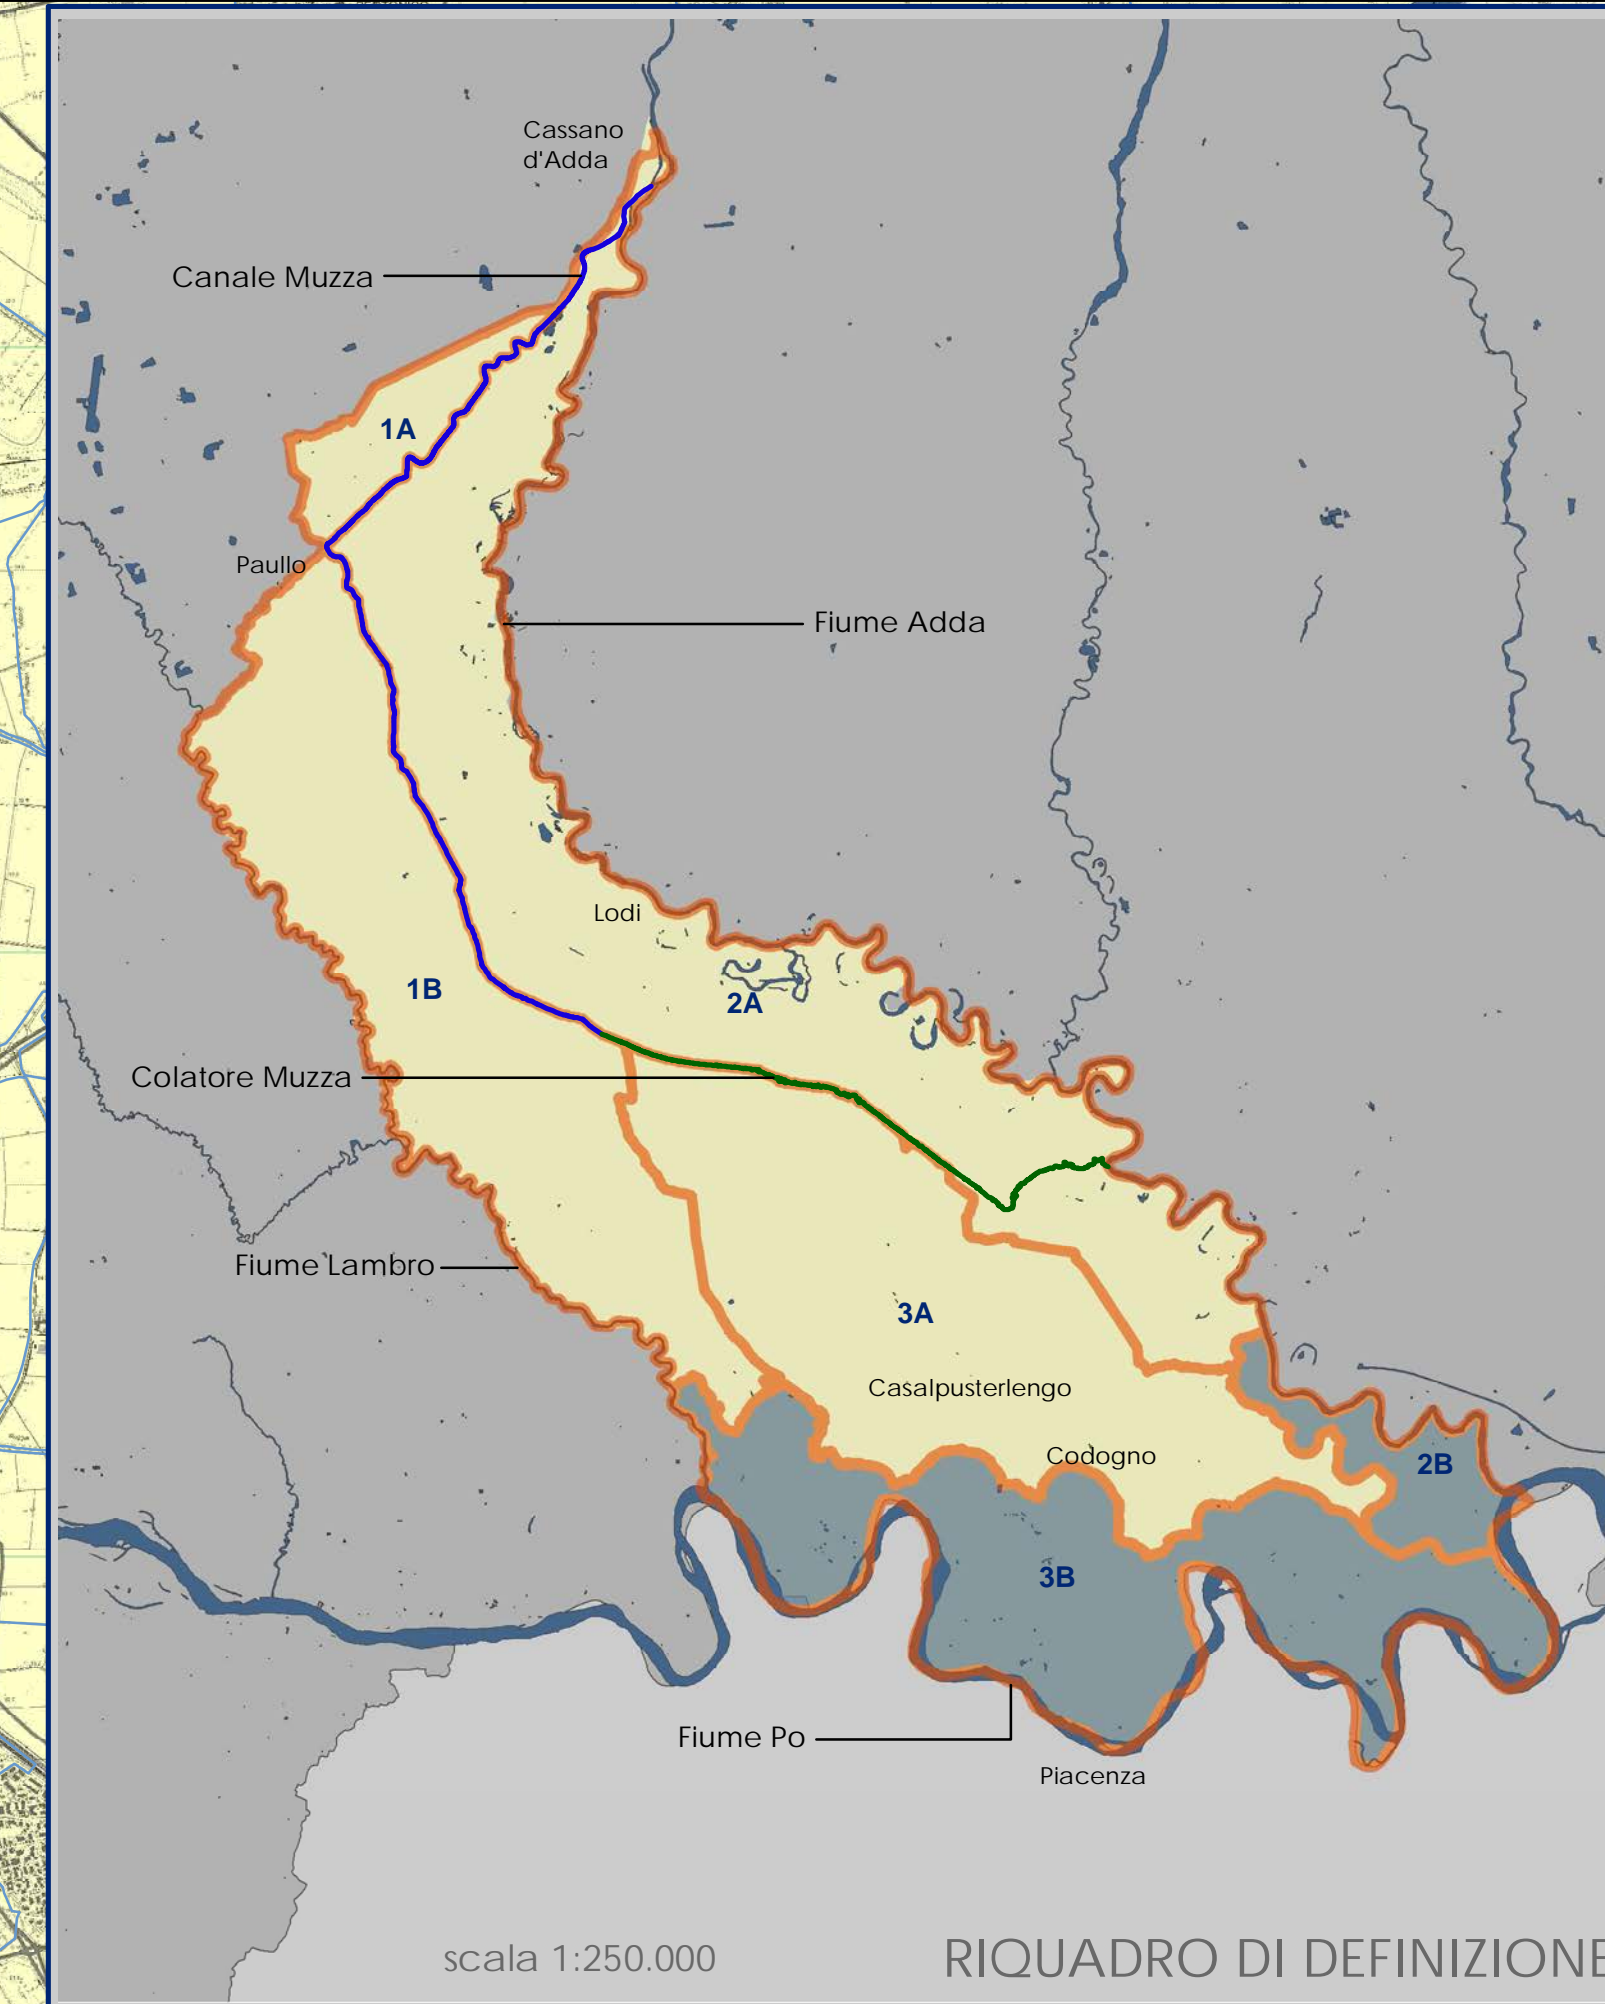 Cassano
d'Adda
Canale Muzza
1A
Paullo
Fiume Adda
Lodi
1B
2A
Colatore Muzza
Fiume Lambro
3A
Casalpusterlengo
Codogno
2B
3B
Fiume Po
Piacenza
scala 1:250.000
RIQUADRO DI DEFINIZIONE